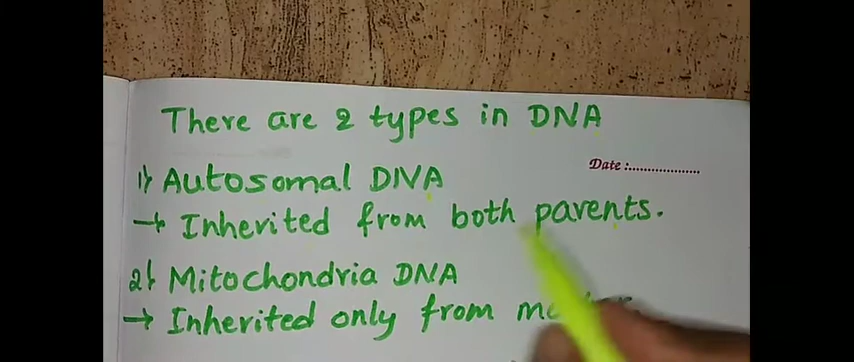 There are 2 types in DNA
Date :....................
1) Autosomal DNA
→ Inherited from both parents.
2) Mitochondria DNA
→ Inherited only from